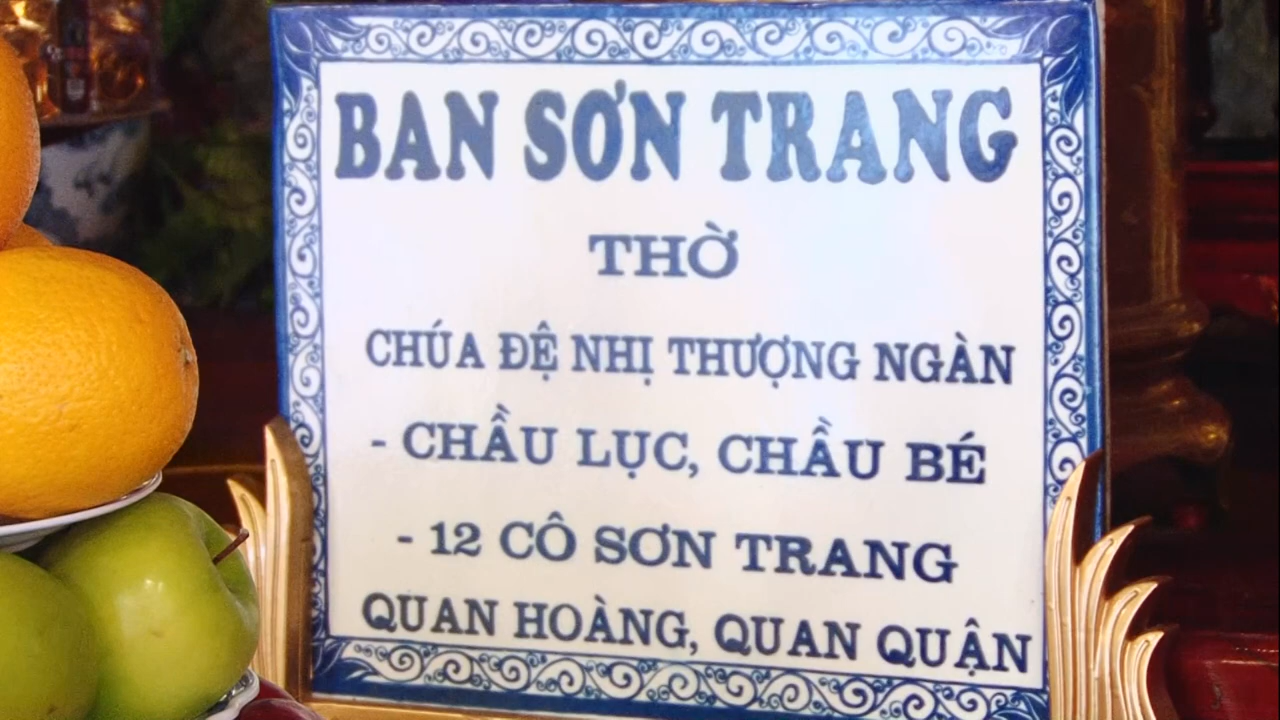 BAN SƠN TRANG
THỜ
CHÚA ĐỆ NHỊ THƯỢNG NGÀN
- CHẦU LỤC, CHẦU BÉ
- 12 CÔ SƠN TRANG
QUAN HOÀNG, QUAN QUẬN